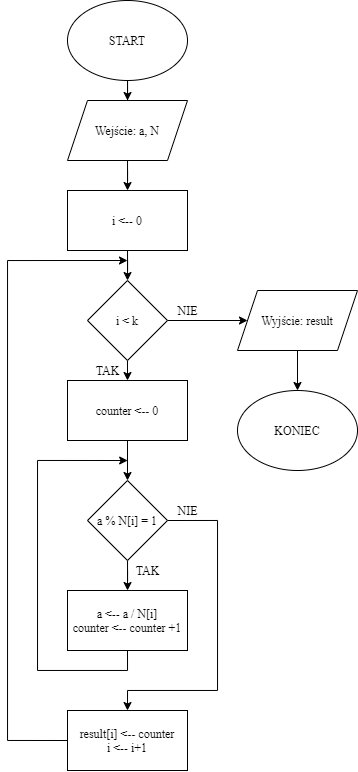 START
Wejście: a, N
i <-- 0
i < k
NIE
Wyjście: result
TAK
counter <-- 0
KONIEC
a % N[i] = 1
NIE
TAK
a <-- a / N[i]
counter <-- counter +1
result[i] <-- counter
i <-- i+1